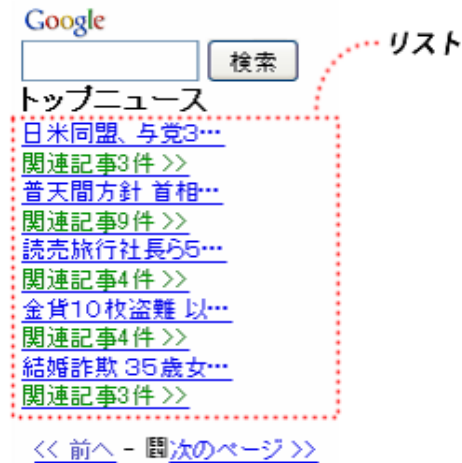 Google
検索
リスト
トップニュース
日米同盟、与党3…
関連記事3件 >>
普天間方針 首相…
関連記事9件 >>
読売旅行社長ら5…
関連記事4件 >>
金貨10枚盗難 以…
関連記事4件 >>
結婚詐欺 35歳女…
関連記事3件 >>
<< 前へ - 次のページ >>